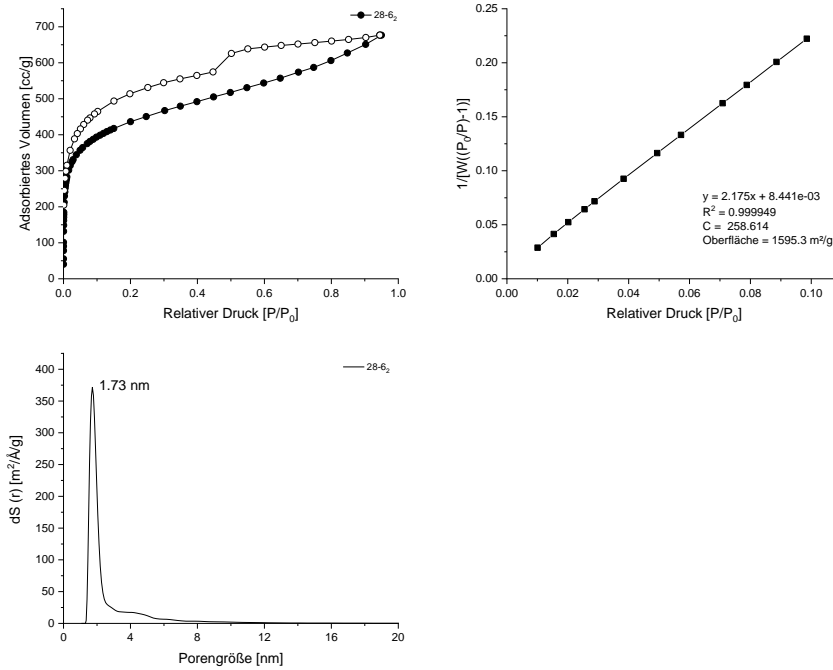 28-6₂
Adsorbiertes Volumen [cc/g]
700
600
500
400
300
200
100
0
0.0 0.2 0.4 0.6 0.8 1.0
Relativer Druck [P/P₀]
1/[W((P₀/P)-1)]
0.25
0.20
0.15
0.10
0.05
0.00
0.00 0.02 0.04 0.06 0.08 0.10
Relativer Druck [P/P₀]
y = 2.175x + 8.441e-03
R² = 0.999949
C = 258.614
Oberfläche = 1595.3 m²/g
28-6₂
1.73 nm
dS (r) [m²/Å/g]
400
350
300
250
200
150
100
50
0
0 4 8 12 16 20
Porengröße [nm]